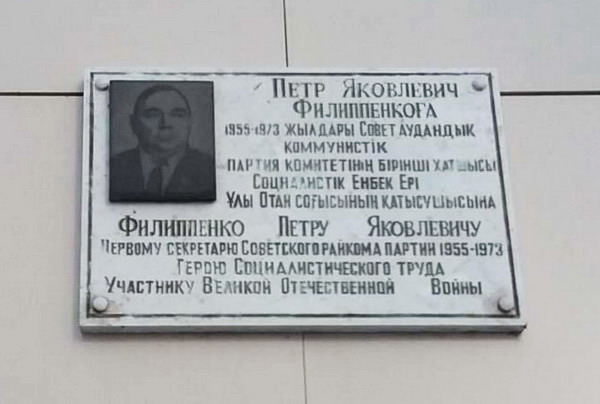 Петр Яковлевич
Филиппенкоға
1955-1973 жылдары Совет аудандық
коммунистік
партия комитетінің бірінші хатшысы
Социалистік Еңбек Ері
Ұлы Отан соғысының қатысушысына
Филиппенко Петру Яковлевичу
Первому секретарю Советского райкома партии 1955-1973
Герою Социалистического труда
Участнику Великой Отечественной Войны